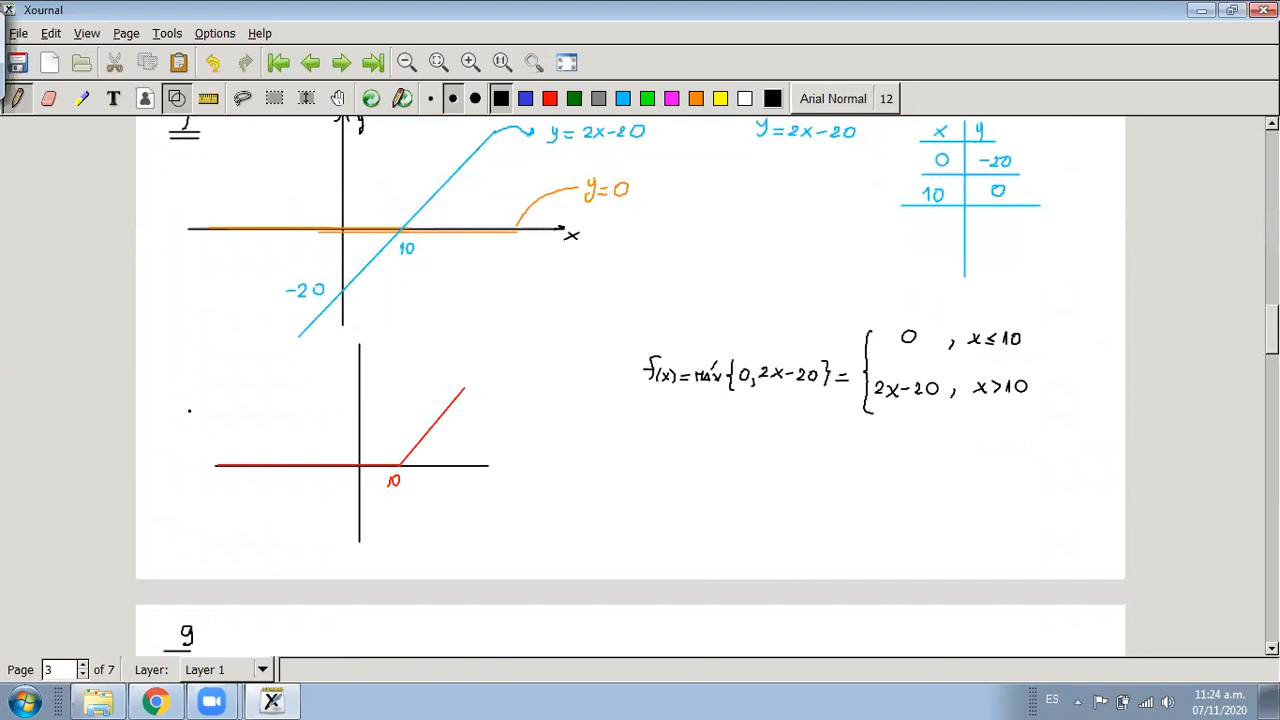 Xournal
File Edit View Page Tools Options Help
Arial Normal 12
y
y = 2x-20
y = 2x-20
x y
0 -20
10 0
y=0
x
10
-20
f(x) = máx{0, 2x-20} =
0 , x≤10
2x-20 , x>10
10
9
Page 3 of 7 Layer: Layer 1
ES
11:24 a.m.
07/11/2020